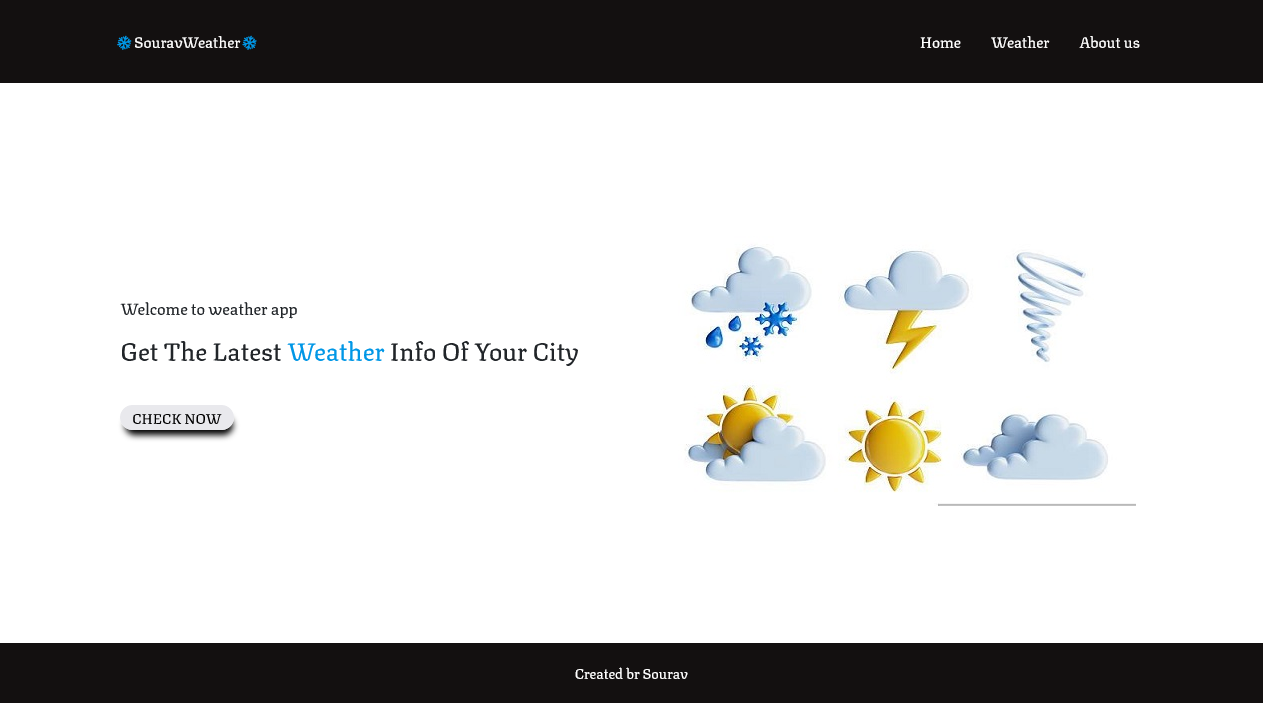 SouravWeather
Home Weather About us
Welcome to weather app
Get The Latest Weather Info Of Your City
CHECK NOW
Created br Sourav